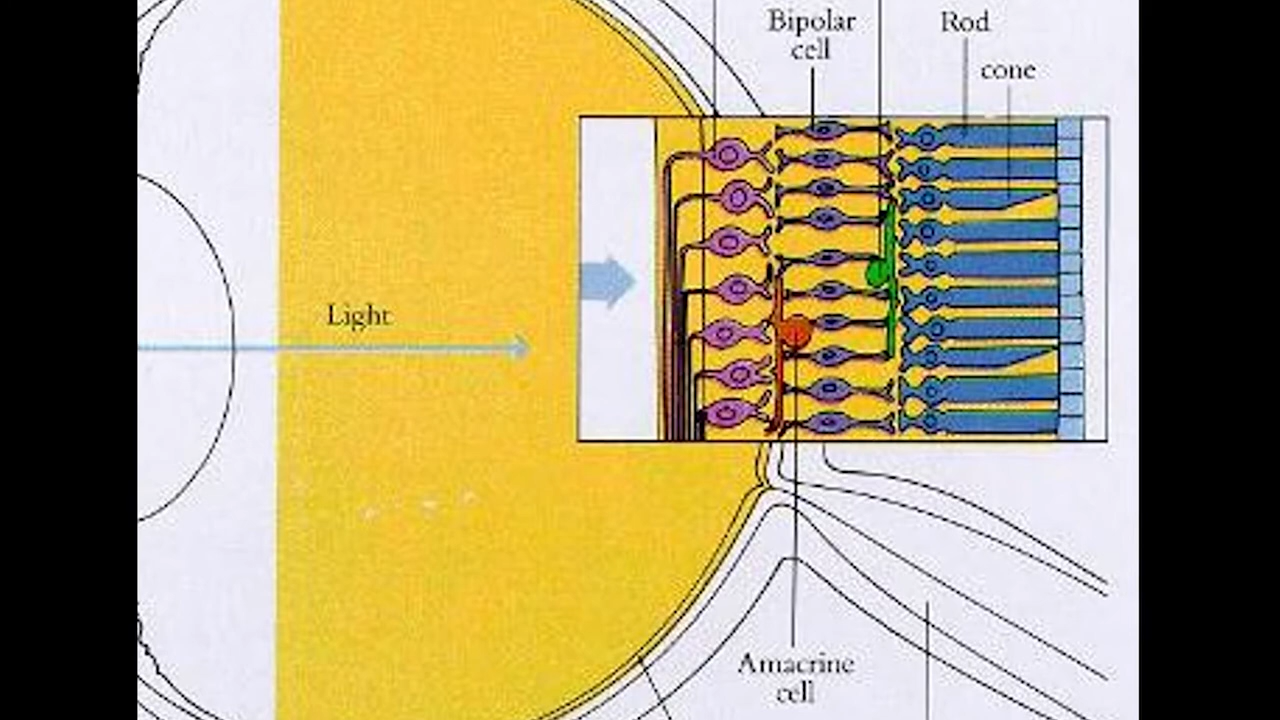 Bipolar
cell
Rod
cone
Light
Amacrine
cell